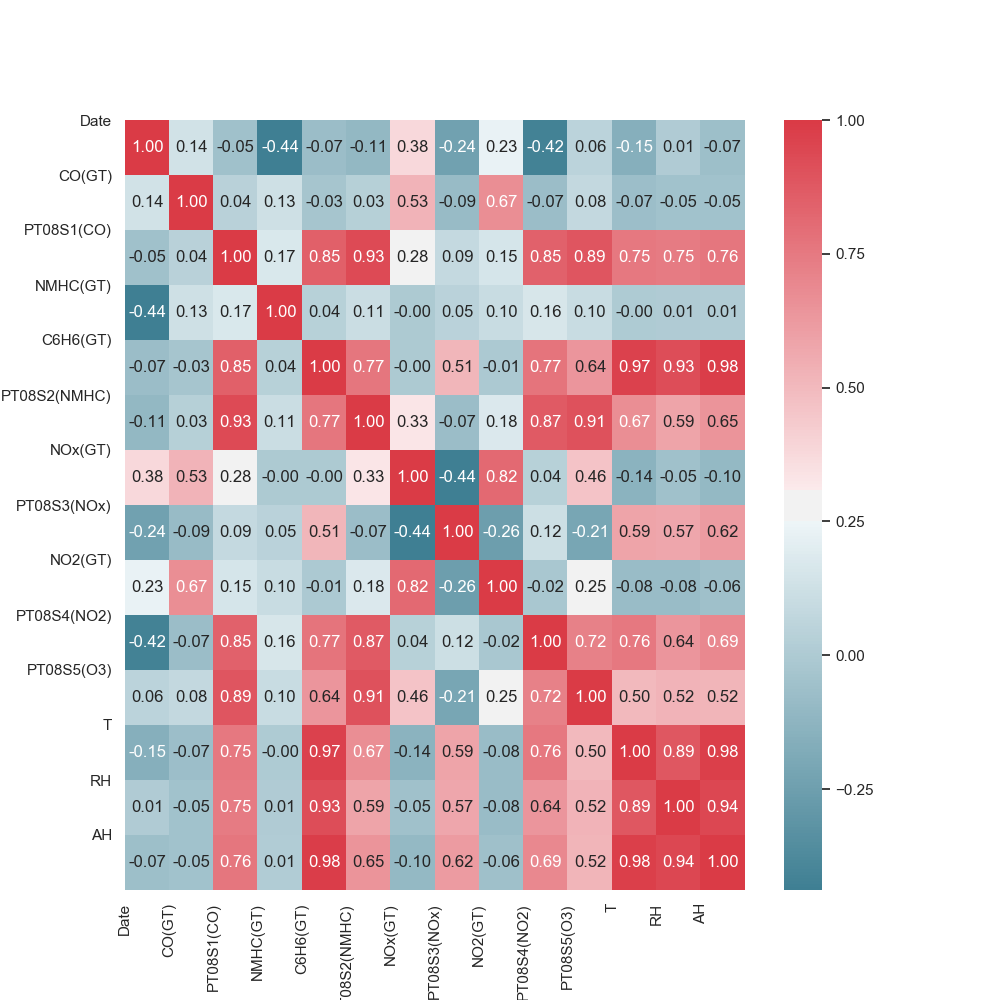 Date
1.00 0.14 -0.05 -0.44 -0.07 -0.11 0.38 -0.24 0.23 -0.42 0.06 -0.15 0.01 -0.07
CO(GT)
0.14 1.00 0.04 0.13 -0.03 0.03 0.53 -0.09 0.67 -0.07 0.08 -0.07 -0.05 -0.05
PT08S1(CO)
-0.05 0.04 1.00 0.17 0.85 0.93 0.28 0.09 0.15 0.85 0.89 0.75 0.75 0.76
NMHC(GT)
-0.44 0.13 0.17 1.00 0.04 0.11 -0.00 0.05 0.10 0.16 0.10 -0.00 0.01 0.01
C6H6(GT)
-0.07 -0.03 0.85 0.04 1.00 0.77 -0.00 0.51 -0.01 0.77 0.64 0.97 0.93 0.98
PT08S2(NMHC)
-0.11 0.03 0.93 0.11 0.77 1.00 0.33 -0.07 0.18 0.87 0.91 0.67 0.59 0.65
NOx(GT)
0.38 0.53 0.28 -0.00 -0.00 0.33 1.00 -0.44 0.82 0.04 0.46 -0.14 -0.05 -0.10
PT08S3(NOx)
-0.24 -0.09 0.09 0.05 0.51 -0.07 -0.44 1.00 -0.26 0.12 -0.21 0.59 0.57 0.62
NO2(GT)
0.23 0.67 0.15 0.10 -0.01 0.18 0.82 -0.26 1.00 -0.02 0.25 -0.08 -0.08 -0.06
PT08S4(NO2)
-0.42 -0.07 0.85 0.16 0.77 0.87 0.04 0.12 -0.02 1.00 0.72 0.76 0.64 0.69
PT08S5(O3)
0.06 0.08 0.89 0.10 0.64 0.91 0.46 -0.21 0.25 0.72 1.00 0.50 0.52 0.52
T
-0.15 -0.07 0.75 -0.00 0.97 0.67 -0.14 0.59 -0.08 0.76 0.50 1.00 0.89 0.98
RH
0.01 -0.05 0.75 0.01 0.93 0.59 -0.05 0.57 -0.08 0.64 0.52 0.89 1.00 0.94
AH
-0.07 -0.05 0.76 0.01 0.98 0.65 -0.10 0.62 -0.06 0.69 0.52 0.98 0.94 1.00
Date
CO(GT)
PT08S1(CO)
NMHC(GT)
C6H6(GT)
T08S2(NMHC)
NOx(GT)
PT08S3(NOx)
NO2(GT)
PT08S4(NO2)
PT08S5(O3)
T
RH
AH
1.00
0.75
0.50
0.25
0.00
−0.25